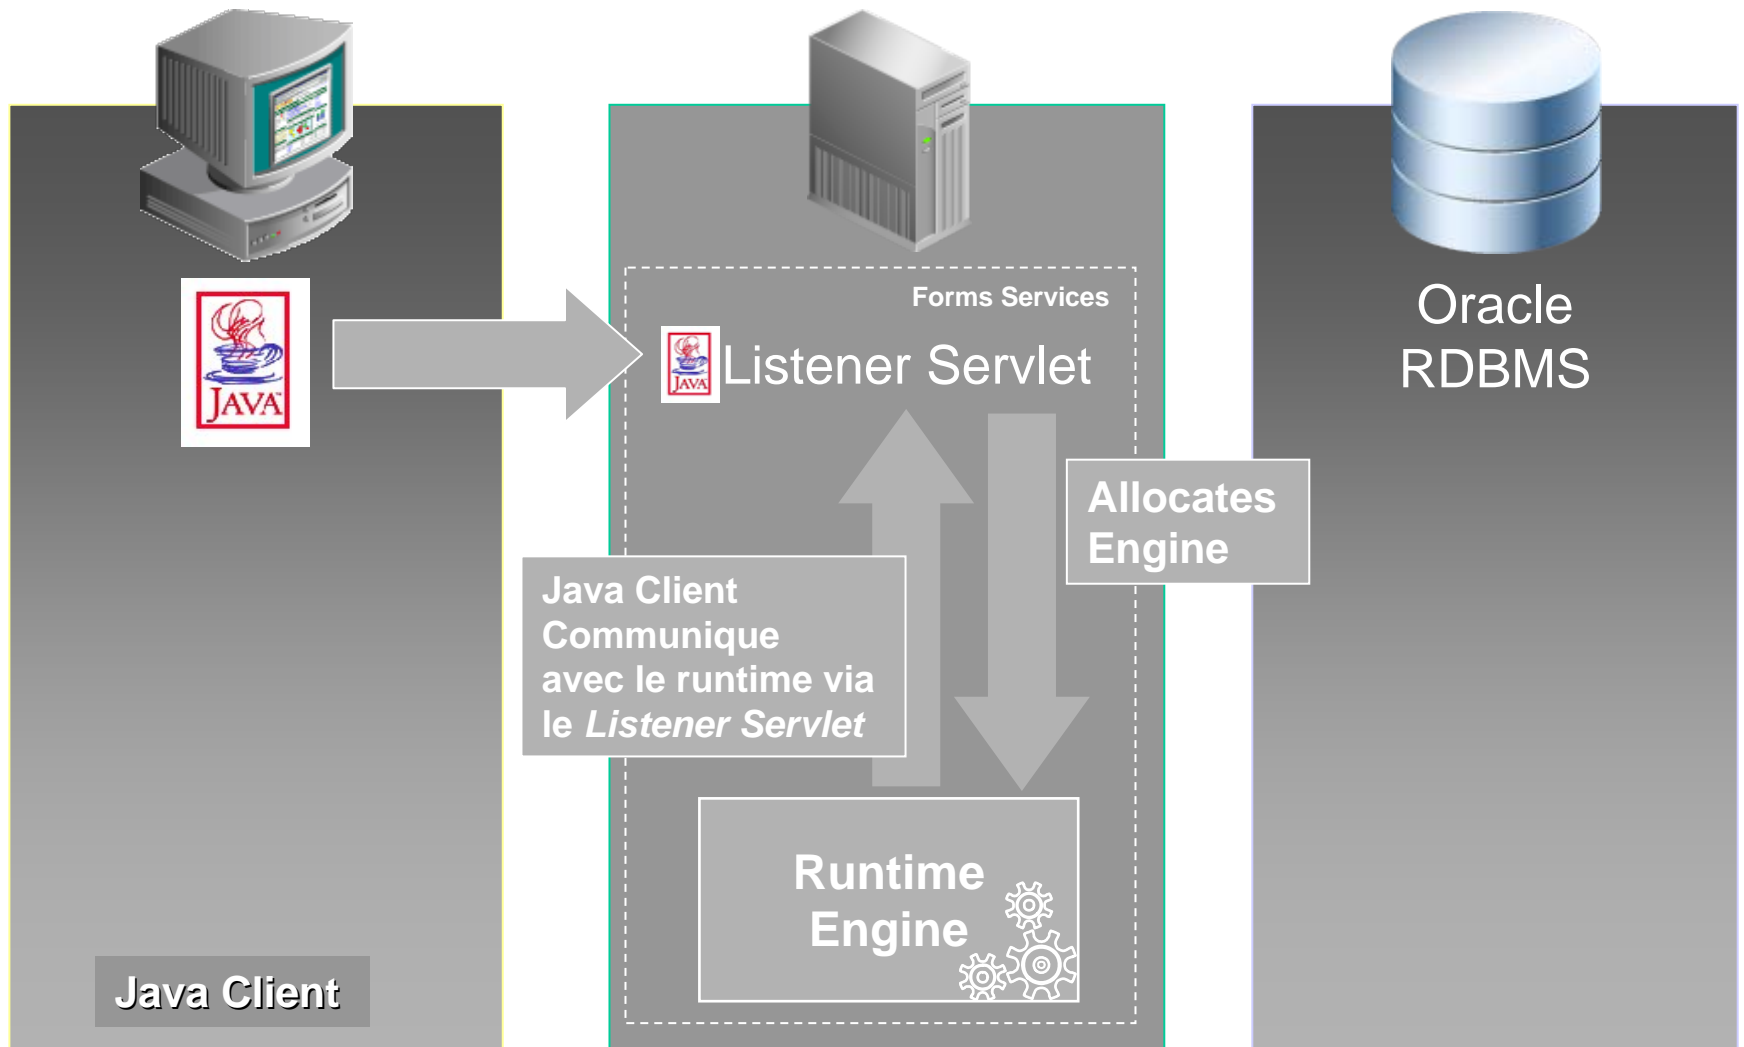 JAVA
Java Client
Forms Services
JAVA
Listener Servlet
Allocates
Engine
Java Client
Communique
avec le runtime via
le Listener Servlet
Runtime
Engine
Oracle
RDBMS